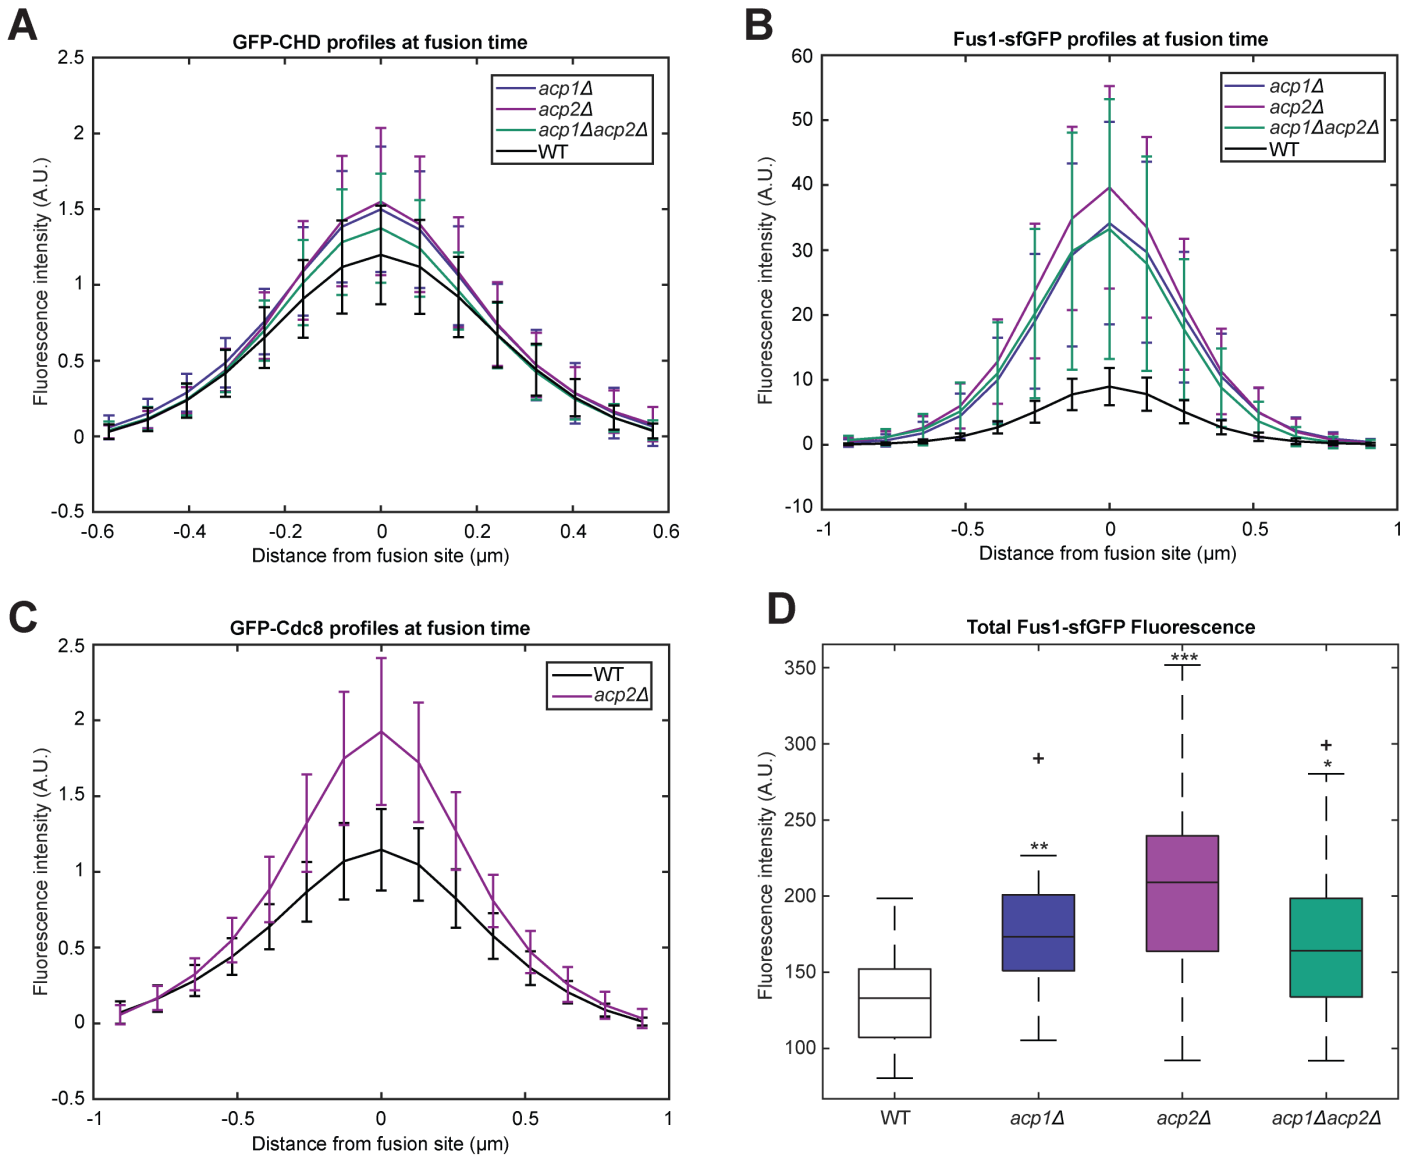 A
GFP-CHD profiles at fusion time
Fluorescence intensity (A.U.)
2.5
2
1.5
1
0.5
0
-0.5
-0.6
-0.4
-0.2
0
0.2
0.4
0.6
Distance from fusion site (µm)
acp1Δ
acp2Δ
acp1Δacp2Δ
WT
B
Fus1-sfGFP profiles at fusion time
Fluorescence intensity (A.U.)
60
50
40
30
20
10
0
-10
-1
-0.5
0
0.5
1
Distance from fusion site (µm)
acp1Δ
acp2Δ
acp1Δacp2Δ
WT
C
GFP-Cdc8 profiles at fusion time
Fluorescence intensity (A.U.)
2.5
2
1.5
1
0.5
0
-0.5
-1
-0.5
0
0.5
1
Distance from fusion site (µm)
WT
acp2Δ
D
Total Fus1-sfGFP Fluorescence
Fluorescence intensity (A.U.)
350
300
250
200
150
100
**
***
*
WT
acp1Δ
acp2Δ
acp1Δacp2Δ